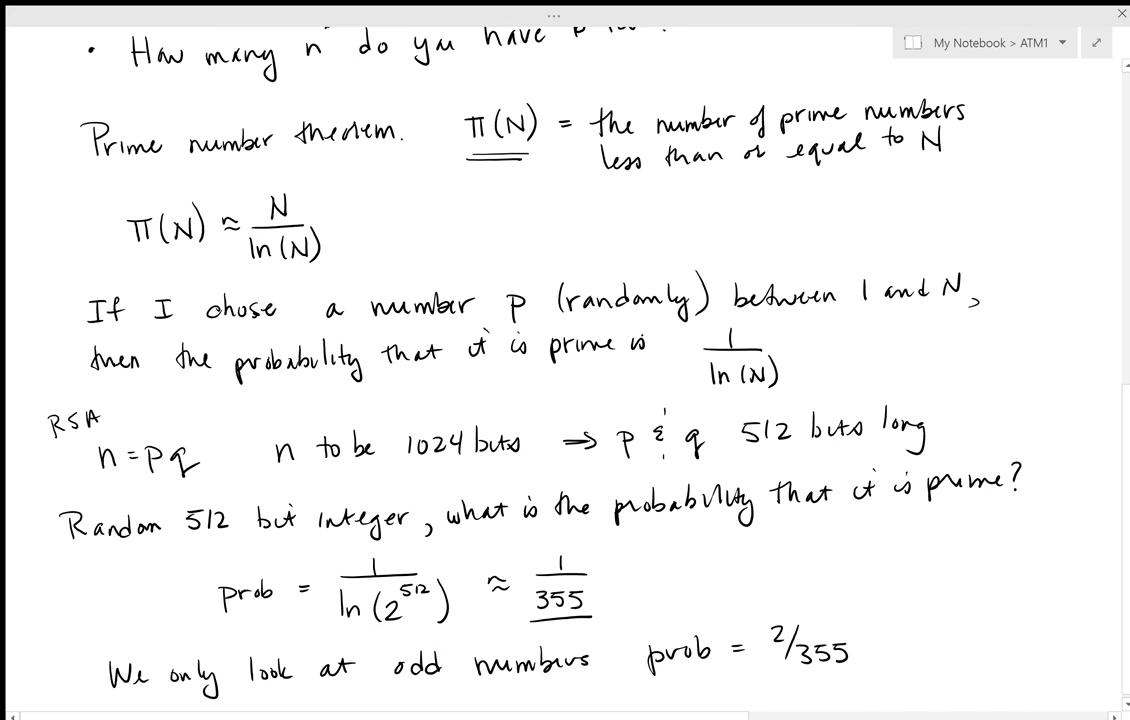 ...
My Notebook > ATM1
• How many n do you have
Prime number theorem. π(N) = the number of prime numbers
less than or equal to N
π(N) ≈ N / ln(N)
If I chose a number p (randomly) between 1 and N,
then the probability that it is prime is 1 / ln(N)
RSA
n = pq n to be 1024 bits ⇒ p & q 512 bits long
Random 512 bit integer, what is the probability that it is prime?
prob = 1 / ln(2^512) ≈ 1 / 355
We only look at odd numbers prob = 2/355